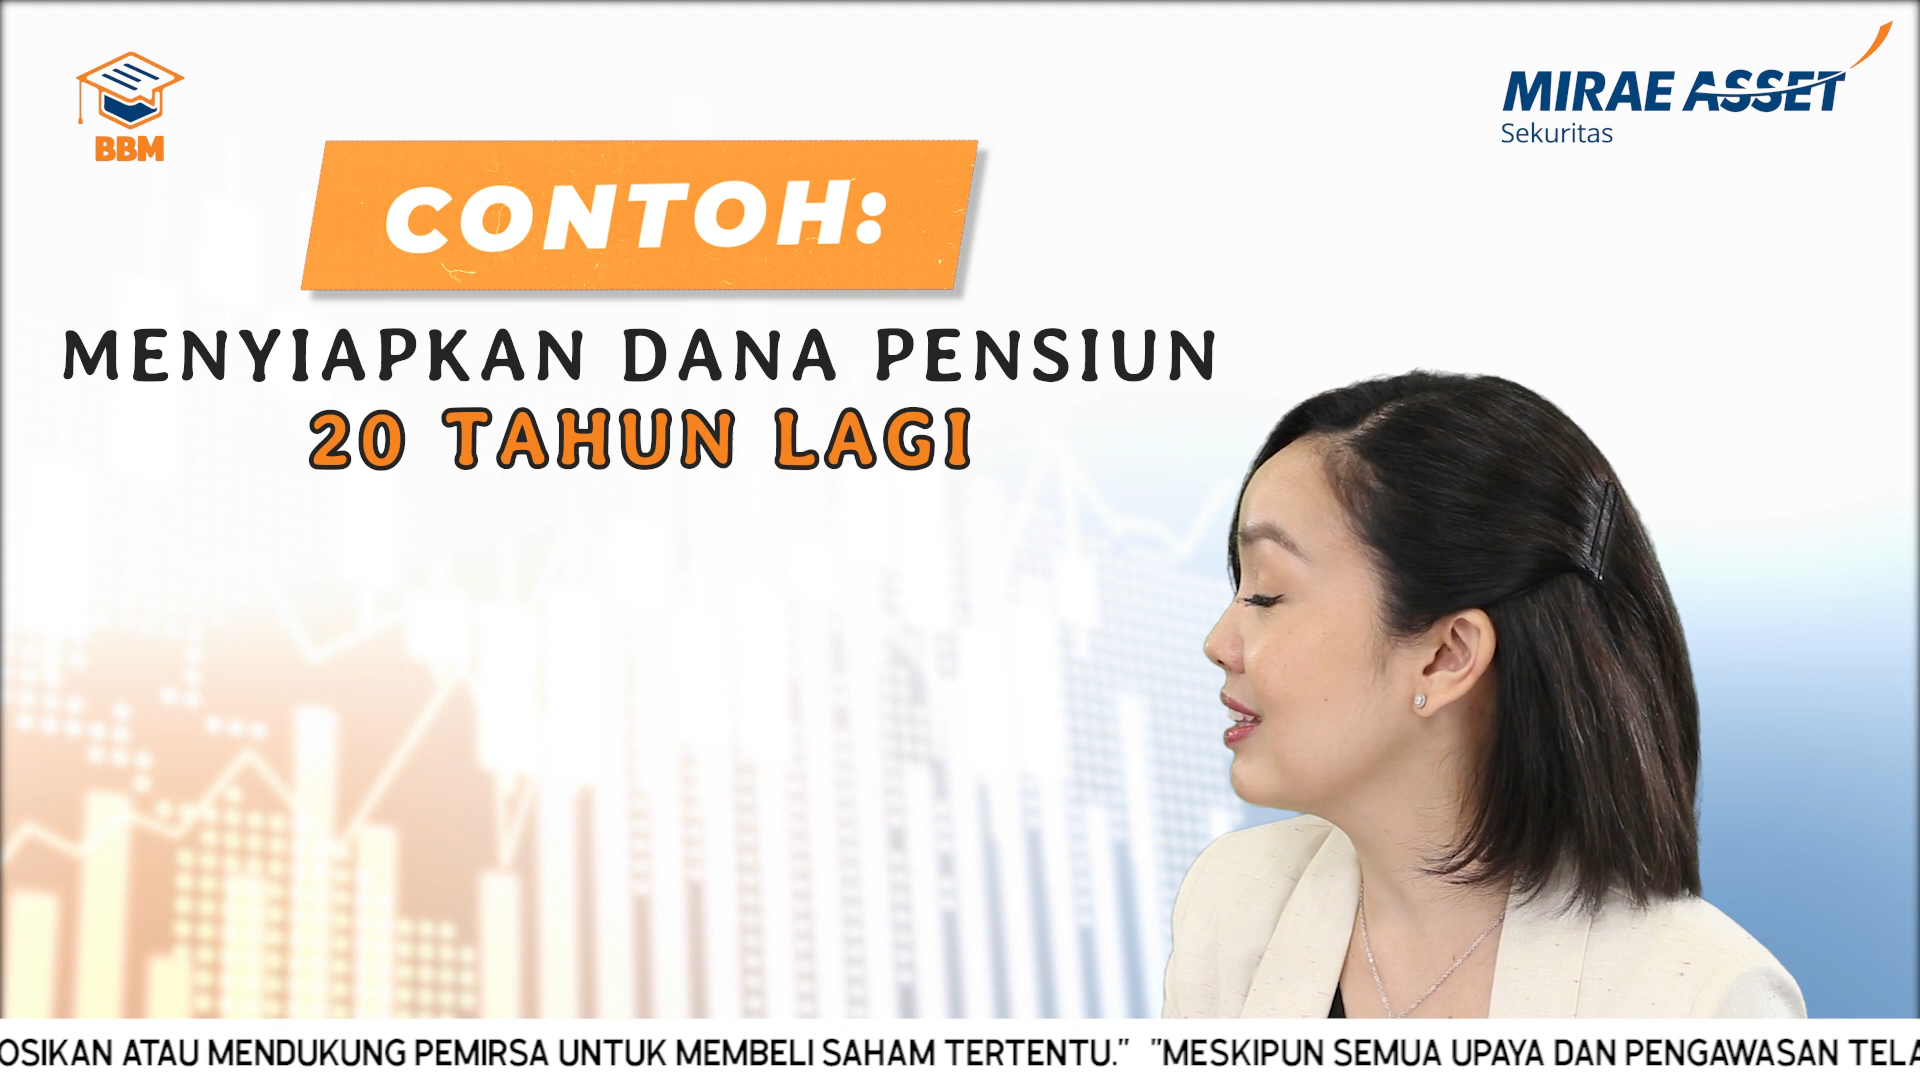 BBM
MIRAE ASSET
Sekuritas
CONTOH:
MENYIAPKAN DANA PENSIUN
20 TAHUN LAGI
OSIKAN ATAU MENDUKUNG PEMIRSA UNTUK MEMBELI SAHAM TERTENTU." "MESKIPUN SEMUA UPAYA DAN PENGAWASAN TELA